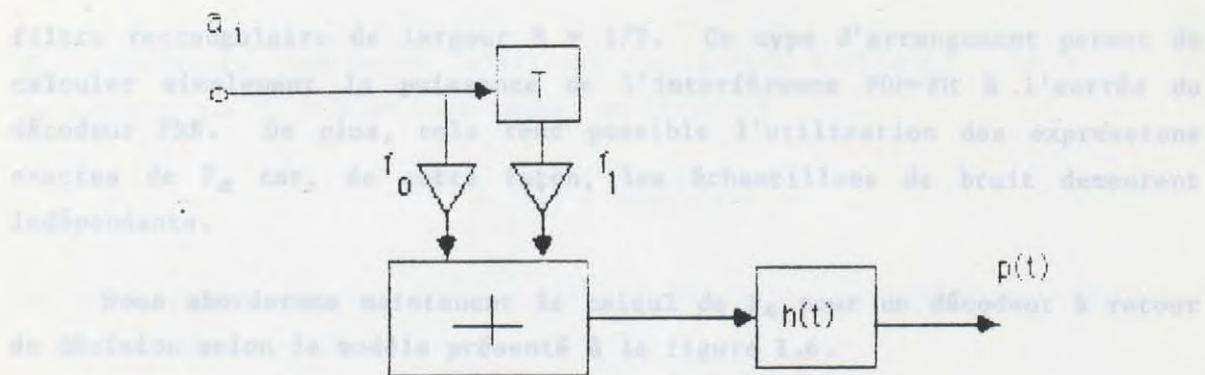 a i
filtre rectangulaire de largeur B = 1/T. Ce type d'arrangement permet de
T
calculer simplement la puissance de l'interférence FDM-FM à l'entrée du
décodeur PRS. De plus, cela rend possible l'utilisation des expressions
f 0
f 1
exactes de P car, de cette façon, les échantillons de bruit demeurent
indépendants.
p(t)
Nous aborderons maintenant le calcul de pour un décodeur à retour
+
h(t)
de décision selon le modèle présenté à la figure 1.6.